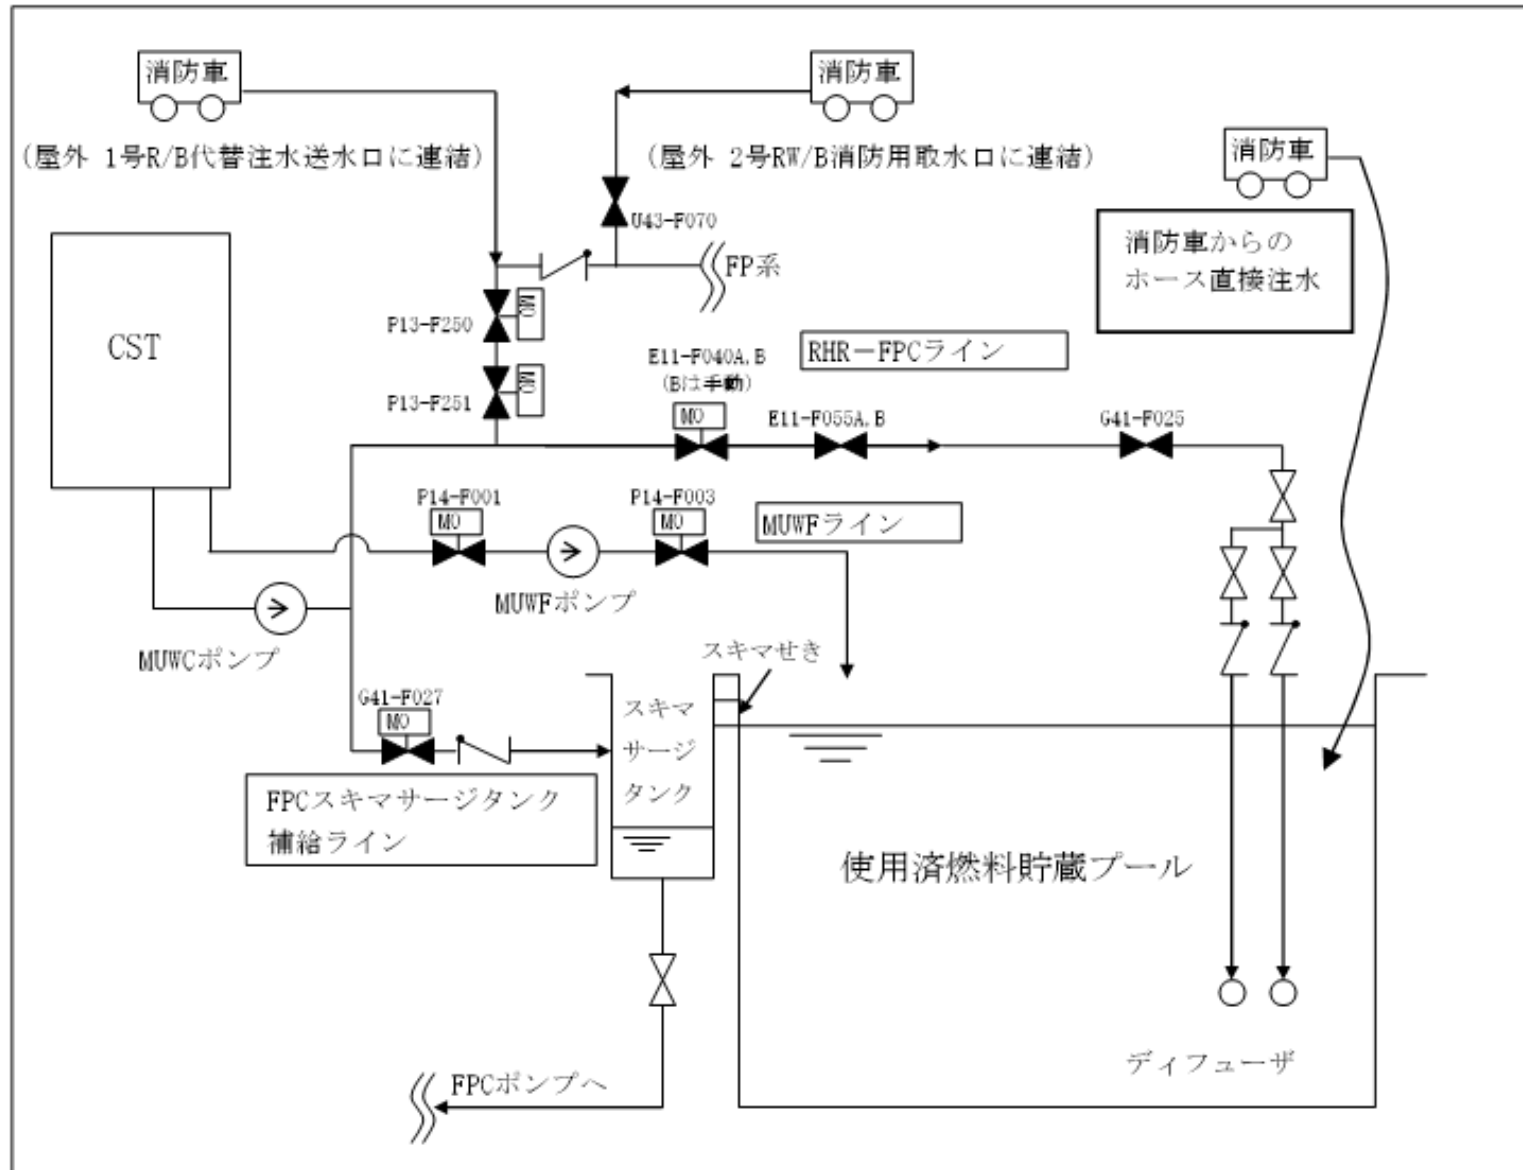 消防車
消防車
(屋外 1号R/B代替注水送水口に連結)
(屋外 2号RW/B消防用取水口に連結)
消防車
U43-F070
消防車からの
ホース直接注水
FP系
MO
P13-F250
CST
RHR－FPCライン
E11-F040A,B
(Bは手動)
MO
P13-F251
MO
E11-F055A,B
G41-F025
P14-F001
MO
P14-F003
MO
MUWFライン
MUWFポンプ
MUWCポンプ
スキマせき
G41-F027
MO
スキマ
サージ
タンク
FPCスキマサージタンク
補給ライン
使用済燃料貯蔵プール
ディフューザ
FPCポンプへ